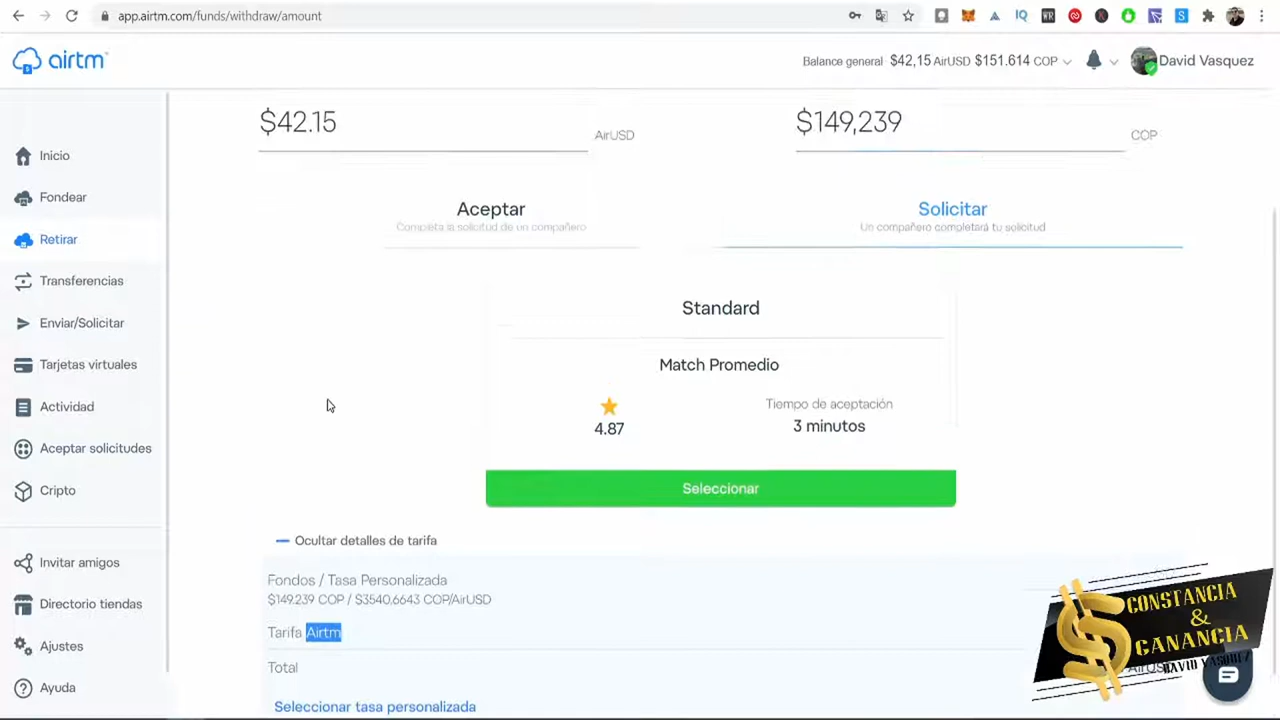 app.airtm.com/funds/withdraw/amount
airtm
Balance general $42,15 AirUSD $151.614 COP
David Vasquez
$42.15 AirUSD
$149,239 COP
Inicio
Fondear
Retirar
Transferencias
Enviar/Solicitar
Tarjetas virtuales
Actividad
Aceptar solicitudes
Cripto
Invitar amigos
Directorio tiendas
Ajustes
Ayuda
Aceptar
Completa la solicitud de un compañero
Solicitar
Un compañero completará tu solicitud
Standard
Match Promedio
4.87
Tiempo de aceptación
3 minutos
Seleccionar
Ocultar detalles de tarifa
Fondos / Tasa Personalizada
$149.239 COP / $3540,6643 COP/AirUSD
Tarifa Airtm
Total
AirUSD
Seleccionar tasa personalizada
CONSTANCIA
&
GANANCIA
DAVID VASQUEZ